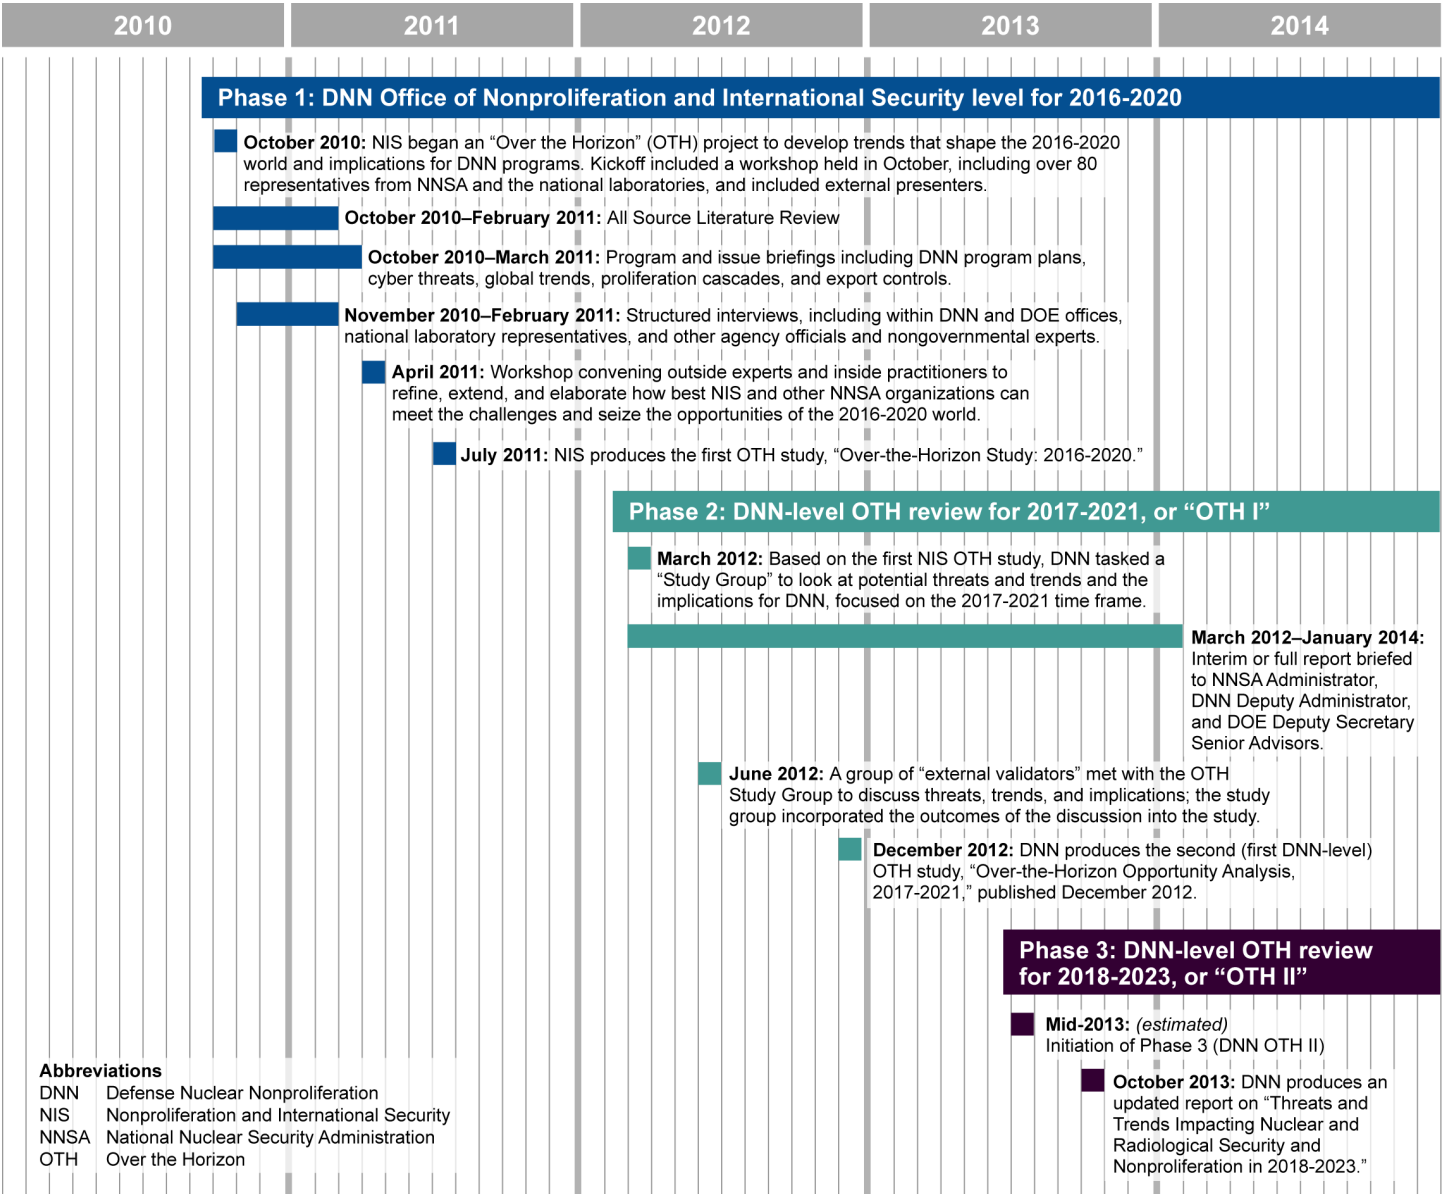 2010 2011 2012 2013 2014
Phase 1: DNN Office of Nonproliferation and International Security level for 2016-2020
October 2010: NIS began an “Over the Horizon” (OTH) project to develop trends that shape the 2016-2020
world and implications for DNN programs. Kickoff included a workshop held in October, including over 80
representatives from NNSA and the national laboratories, and included external presenters.
October 2010–February 2011: All Source Literature Review
October 2010–March 2011: Program and issue briefings including DNN program plans,
cyber threats, global trends, proliferation cascades, and export controls.
November 2010–February 2011: Structured interviews, including within DNN and DOE offices,
national laboratory representatives, and other agency officials and nongovernmental experts.
April 2011: Workshop convening outside experts and inside practitioners to
refine, extend, and elaborate how best NIS and other NNSA organizations can
meet the challenges and seize the opportunities of the 2016-2020 world.
July 2011: NIS produces the first OTH study, “Over-the-Horizon Study: 2016-2020.”
Phase 2: DNN-level OTH review for 2017-2021, or “OTH I”
March 2012: Based on the first NIS OTH study, DNN tasked a
“Study Group” to look at potential threats and trends and the
implications for DNN, focused on the 2017-2021 time frame.
March 2012–January 2014:
Interim or full report briefed
to NNSA Administrator,
DNN Deputy Administrator,
and DOE Deputy Secretary
Senior Advisors.
June 2012: A group of “external validators” met with the OTH
Study Group to discuss threats, trends, and implications; the study
group incorporated the outcomes of the discussion into the study.
December 2012: DNN produces the second (first DNN-level)
OTH study, “Over-the-Horizon Opportunity Analysis,
2017-2021,” published December 2012.
Phase 3: DNN-level OTH review
for 2018-2023, or “OTH II”
Mid-2013: (estimated)
Initiation of Phase 3 (DNN OTH II)
October 2013: DNN produces an
updated report on “Threats and
Trends Impacting Nuclear and
Radiological Security and
Nonproliferation in 2018-2023.”
Abbreviations
DNN Defense Nuclear Nonproliferation
NIS Nonproliferation and International Security
NNSA National Nuclear Security Administration
OTH Over the Horizon